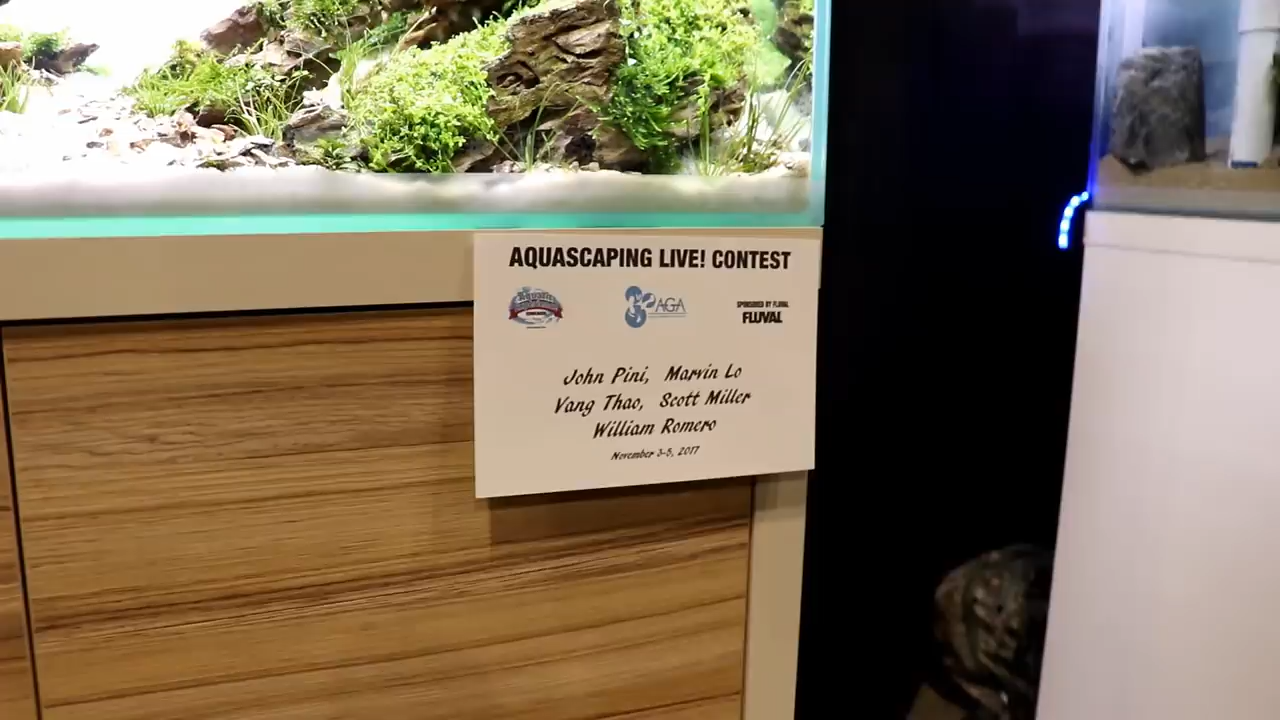 AQUASCAPING LIVE! CONTEST
Aquatic
AGA
SPONSORED BY FLUVAL
FLUVAL
John Pini, Marvin Lo
Vang Thao, Scott Miller
William Romero
November 3-5, 2017